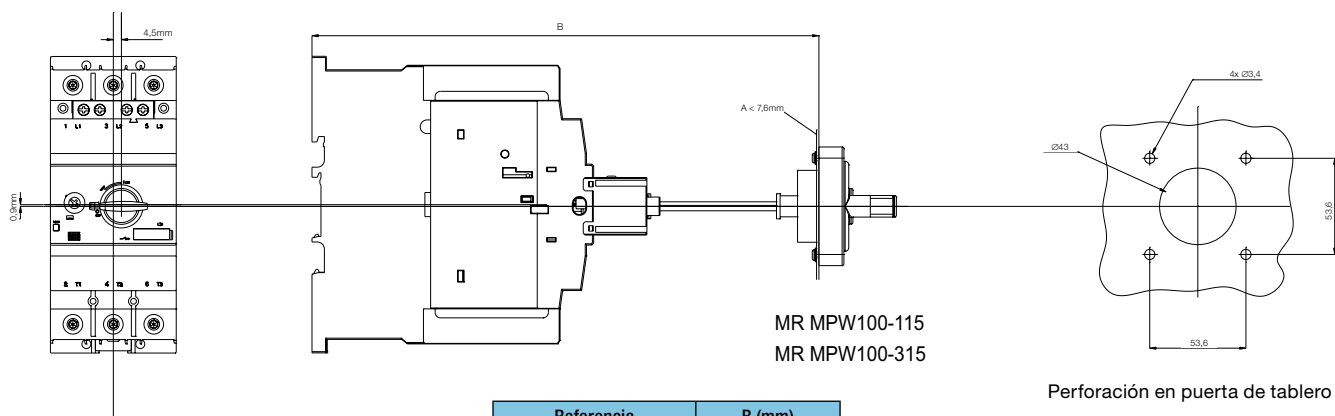 4,5mm
B
4x Ø3,4
A < 7,6mm
Ø43
1 L1 3 L2 5 L3
0,9mm
53,6
2 T1 4 T2 6 T3
MR MPW100-115
MR MPW100-315
53,6
Perforación en puerta de tablero
Referencia B (mm)